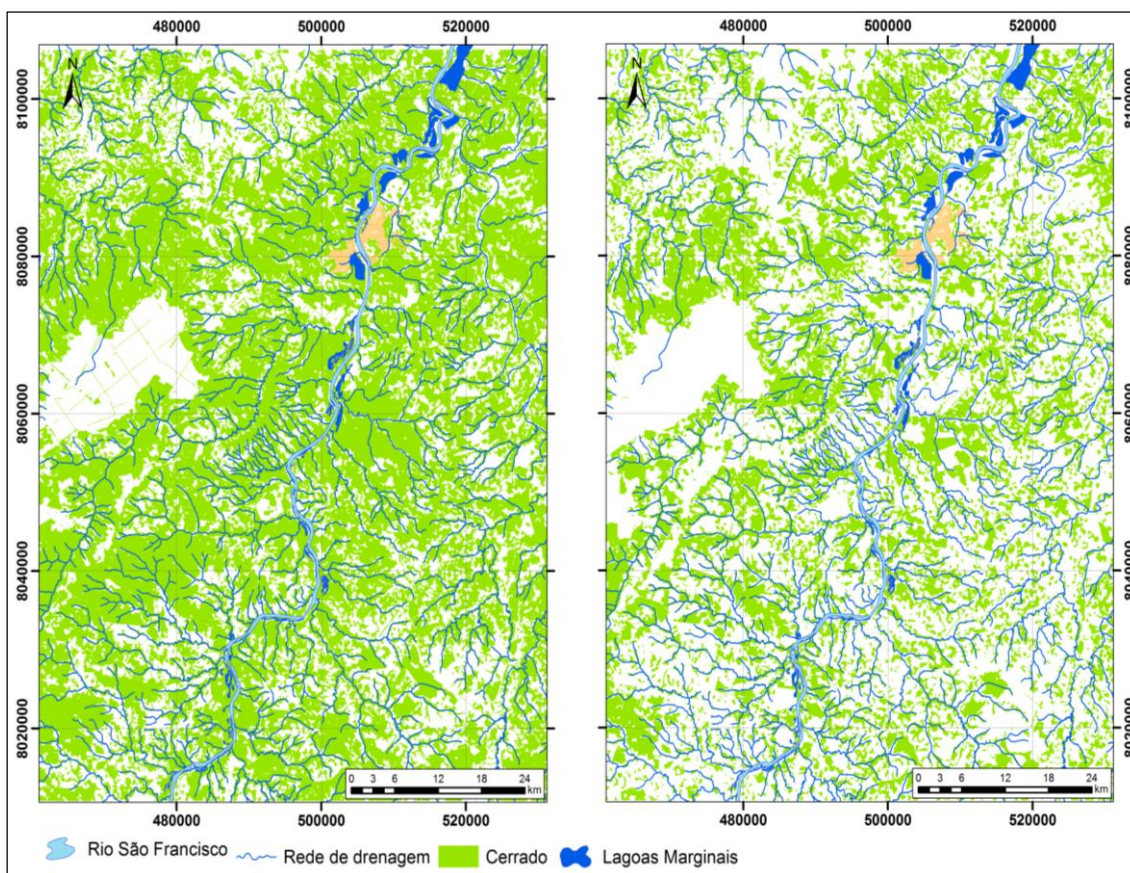 480000 500000 520000
480000 500000 520000
N
N
8100000
8080000
8060000
8040000
8020000
8100000
8080000
8060000
8040000
8020000
0 3 6 12 18 24
km
0 3 6 12 18 24
km
480000 500000 520000
480000 500000 520000
Rio São Francisco
Rede de drenagem
Cerrado
Lagoas Marginais